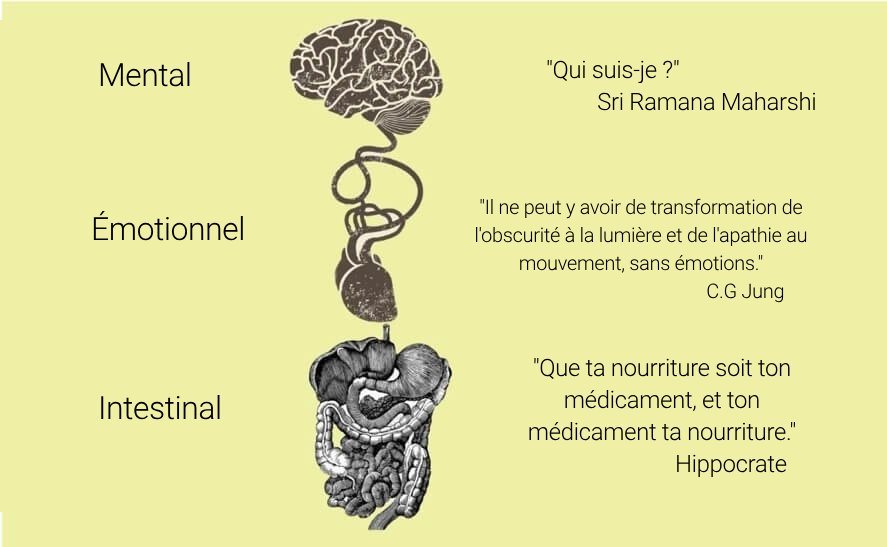 Mental
"Qui suis-je ?"
Sri Ramana Maharshi
Émotionnel
"Il ne peut y avoir de transformation de
l'obscurité à la lumière et de l'apathie au
mouvement, sans émotions."
C.G Jung
Intestinal
"Que ta nourriture soit ton
médicament, et ton
médicament ta nourriture."
Hippocrate